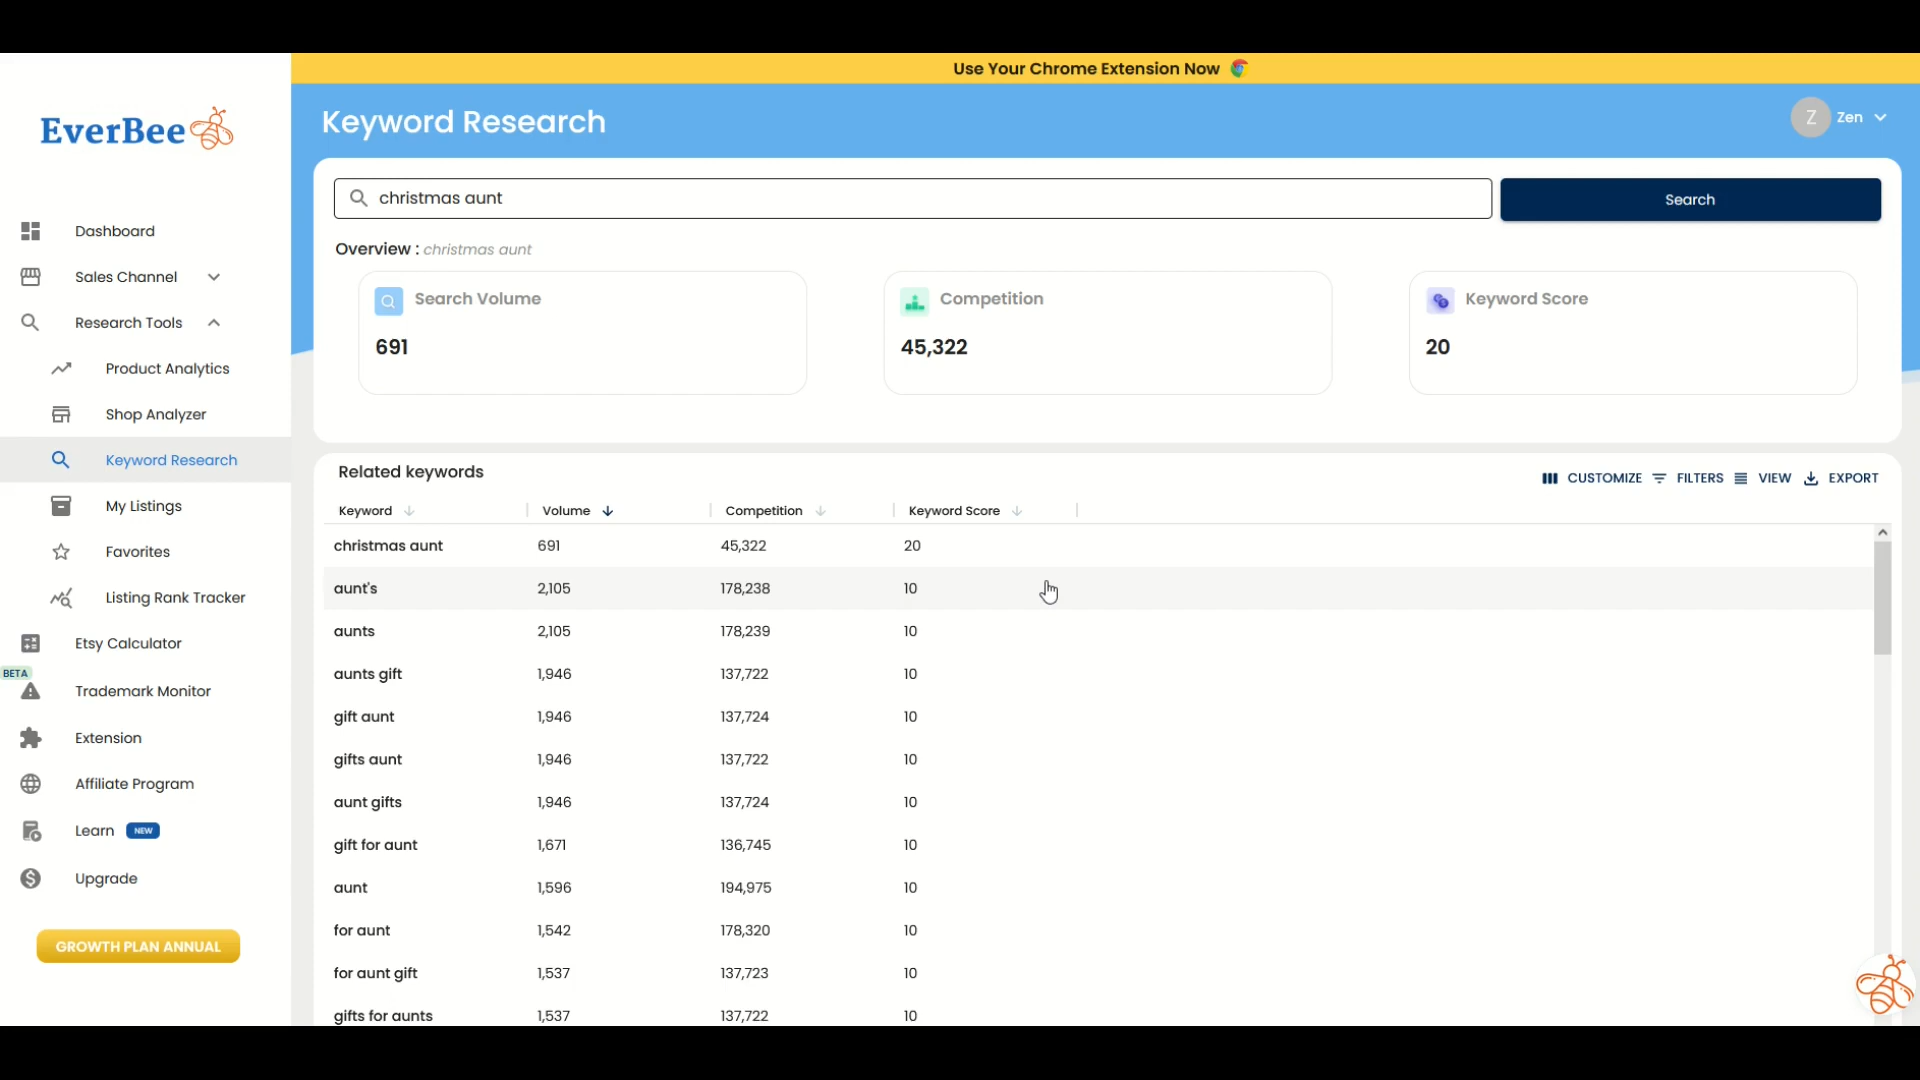 Use Your Chrome Extension Now
EverBee
Keyword Research
Z Zen
christmas aunt
Search
Overview : christmas aunt
Search Volume
691
Competition
45,322
Keyword Score
20
Dashboard
Sales Channel
Research Tools
Product Analytics
Shop Analyzer
Keyword Research
My Listings
Favorites
Listing Rank Tracker
Etsy Calculator
BETA
Trademark Monitor
Extension
Affiliate Program
Learn NEW
Upgrade
GROWTH PLAN ANNUAL
Related keywords
CUSTOMIZE FILTERS VIEW EXPORT
Keyword Volume Competition Keyword Score
christmas aunt 691 45,322 20
aunt's 2,105 178,238 10
aunts 2,105 178,239 10
aunts gift 1,946 137,722 10
gift aunt 1,946 137,724 10
gifts aunt 1,946 137,722 10
aunt gifts 1,946 137,724 10
gift for aunt 1,671 136,745 10
aunt 1,596 194,975 10
for aunt 1,542 178,320 10
for aunt gift 1,537 137,723 10
gifts for aunts 1,537 137,722 10